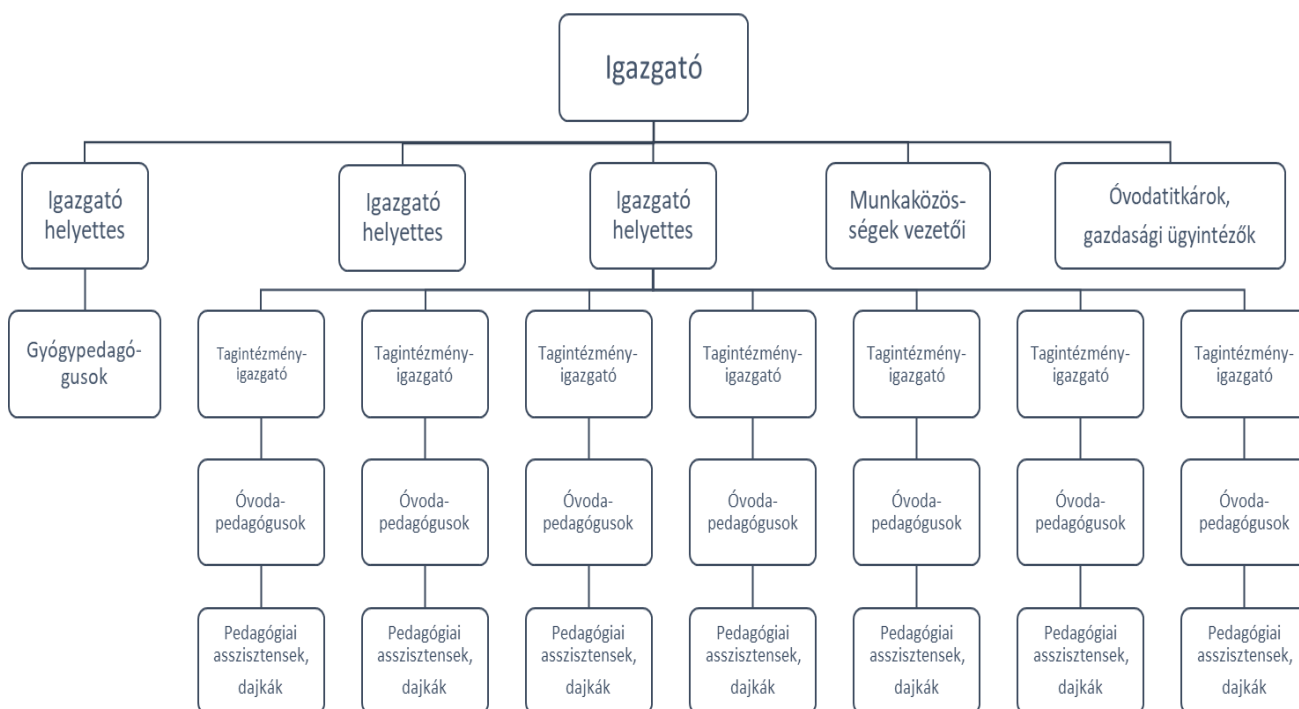 Igazgató
Igazgató
helyettes
Igazgató
helyettes
Igazgató
helyettes
Munkaközös-
ségek vezetői
Óvodatitkárok,
gazdasági ügyintézők
Gyógypedagó-
gusok
Tagintézmény-
igazgató
Tagintézmény-
igazgató
Tagintézmény-
igazgató
Tagintézmény-
igazgató
Tagintézmény-
igazgató
Tagintézmény-
igazgató
Tagintézmény-
igazgató
Óvoda-
pedagógusok
Óvoda-
pedagógusok
Óvoda-
pedagógusok
Óvoda-
pedagógusok
Óvoda-
pedagógusok
Óvoda-
pedagógusok
Óvoda-
pedagógusok
Pedagógiai
asszisztensek,
dajkák
Pedagógiai
asszisztensek,
dajkák
Pedagógiai
asszisztensek,
dajkák
Pedagógiai
asszisztensek,
dajkák
Pedagógiai
asszisztensek,
dajkák
Pedagógiai
asszisztensek,
dajkák
Pedagógiai
asszisztensek,
dajkák